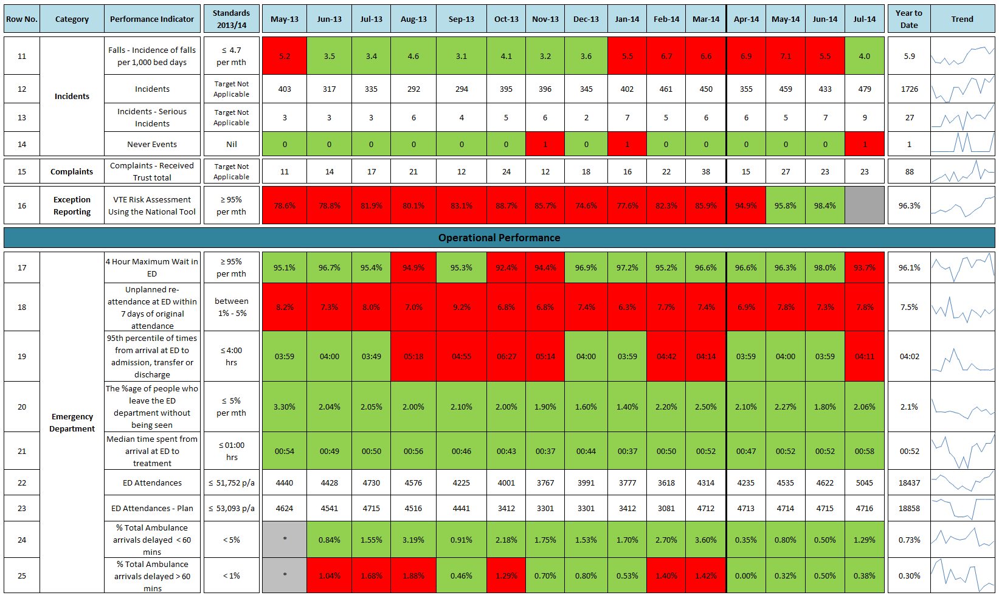 Row No. Category Performance Indicator Standards 2013/14 May-13 Jun-13 Jul-13 Aug-13 Sep-13 Oct-13 Nov-13 Dec-13 Jan-14 Feb-14 Mar-14 Apr-14 May-14 Jun-14 Jul-14 Year to Date Trend
11 Incidents Falls - Incidence of falls per 1,000 bed days ≤ 4.7 per mth 5.2 3.5 3.4 4.6 3.1 4.1 3.2 3.6 5.5 6.7 6.6 6.9 7.1 5.5 4.0 5.9
12 Incidents Target Not Applicable 403 317 335 292 294 395 396 345 402 461 450 355 459 433 479 1726
13 Incidents - Serious Incidents Target Not Applicable 3 3 3 6 4 5 6 2 7 5 6 6 5 7 9 27
14 Never Events Nil 0 0 0 0 0 0 1 0 1 0 0 0 0 0 1 1
15 Complaints Complaints - Received Trust total Target Not Applicable 11 14 17 21 12 24 12 18 16 22 38 15 27 23 23 88
16 Exception Reporting VTE Risk Assessment Using the National Tool ≥ 95% per mth 78.6% 78.8% 81.9% 80.1% 83.1% 88.7% 85.7% 74.6% 77.6% 82.3% 85.9% 94.9% 95.8% 98.4% 96.3%
Operational Performance
17 Emergency Department 4 Hour Maximum Wait in ED ≥ 95% per mth 95.1% 96.7% 95.4% 94.9% 95.3% 92.4% 94.4% 96.9% 97.2% 95.2% 96.6% 96.6% 96.3% 98.0% 93.7% 96.1%
18 Unplanned re-attendance at ED within 7 days of original attendance between 1% - 5% 8.2% 7.3% 8.0% 7.0% 9.2% 6.8% 6.8% 7.4% 6.3% 7.7% 7.4% 6.9% 7.8% 7.3% 7.8% 7.5%
19 95th percentile of times from arrival at ED to admission, transfer or discharge ≤ 4:00 hrs 03:59 04:00 03:49 05:18 04:55 06:27 05:14 04:00 03:59 04:42 04:14 03:59 04:00 03:59 04:11 04:02
20 The %age of people who leave the ED department without being seen ≤ 5% per mth 3.30% 2.04% 2.05% 2.00% 2.10% 2.00% 1.90% 1.60% 1.40% 2.20% 2.50% 2.10% 2.27% 1.80% 2.06% 2.1%
21 Median time spent from arrival at ED to treatment ≤ 01:00 hrs 00:54 00:49 00:50 00:56 00:46 00:43 00:37 00:44 00:37 00:50 00:52 00:47 00:52 00:52 00:58 00:52
22 ED Attendances ≤ 51,752 p/a 4440 4428 4730 4576 4225 4001 3767 3991 3777 3618 4314 4235 4535 4622 5045 18437
23 ED Attendances - Plan ≤ 53,093 p/a 4624 4541 4715 4516 4441 3412 3301 3301 3412 3081 4712 4713 4714 4715 4716 18858
24 % Total Ambulance arrivals delayed < 60 mins < 5% * 0.84% 1.55% 3.19% 0.91% 2.18% 1.75% 1.53% 1.70% 2.70% 3.60% 0.35% 0.80% 0.50% 1.29% 0.73%
25 % Total Ambulance arrivals delayed > 60 mins < 1% * 1.04% 1.68% 1.88% 0.46% 1.29% 0.70% 0.80% 0.53% 1.40% 1.42% 0.00% 0.32% 0.50% 0.38% 0.30%